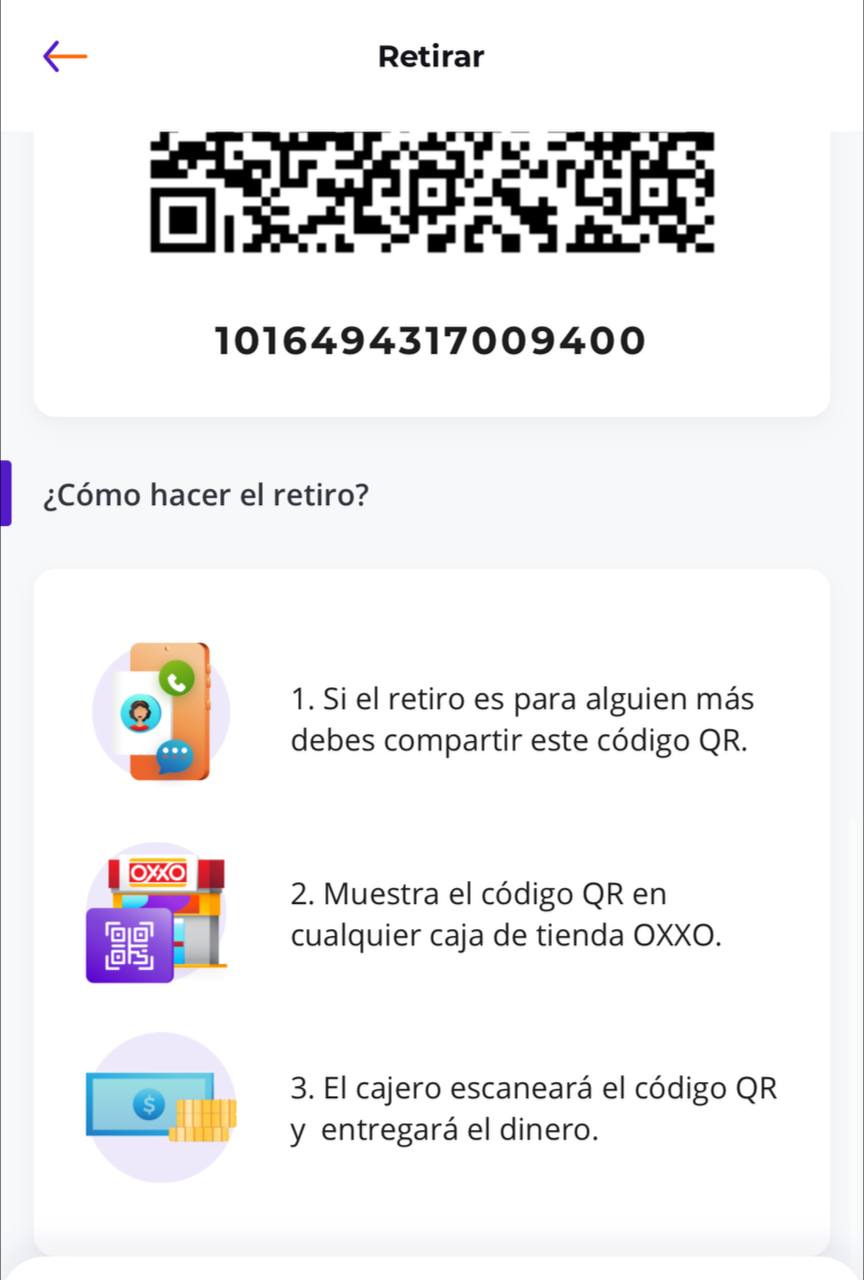 Retirar
1016494317009400
¿Cómo hacer el retiro?
1. Si el retiro es para alguien más
debes compartir este código QR.
OXXO
2. Muestra el código QR en
cualquier caja de tienda OXXO.
$
3. El cajero escaneará el código QR
y  entregará el dinero.